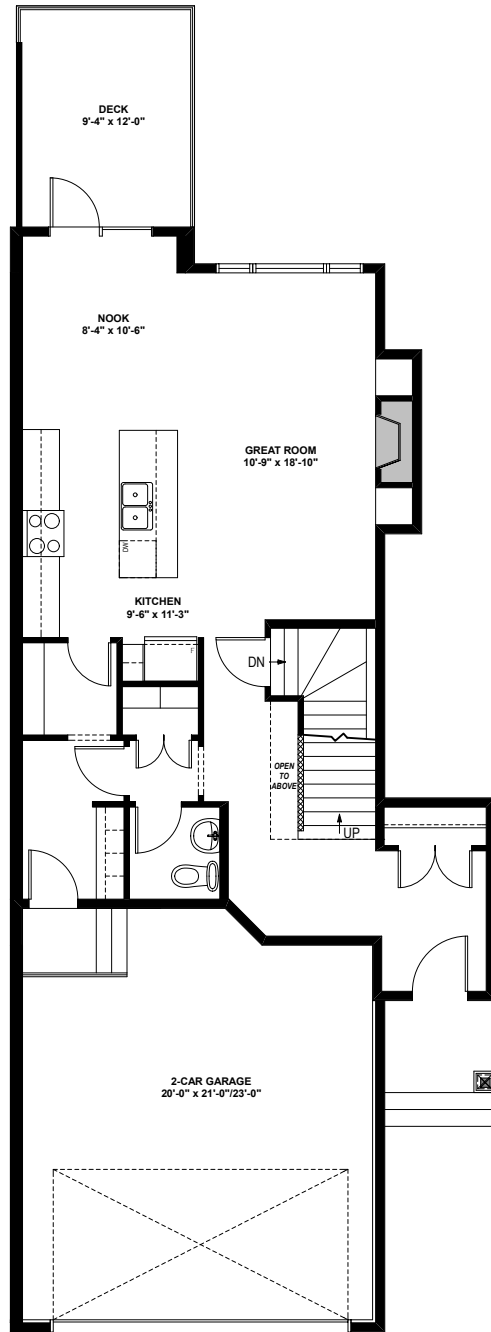 DECK
9'-4" x 12'-0"
NOOK
8'-4" x 10'-6"
GREAT ROOM
10'-9" x 18'-10"
DW
KITCHEN
9'-6" x 11'-3"
F
DN
OPEN
TO
ABOVE
UP
2-CAR GARAGE
20'-0" x 21'-0"/23'-0"